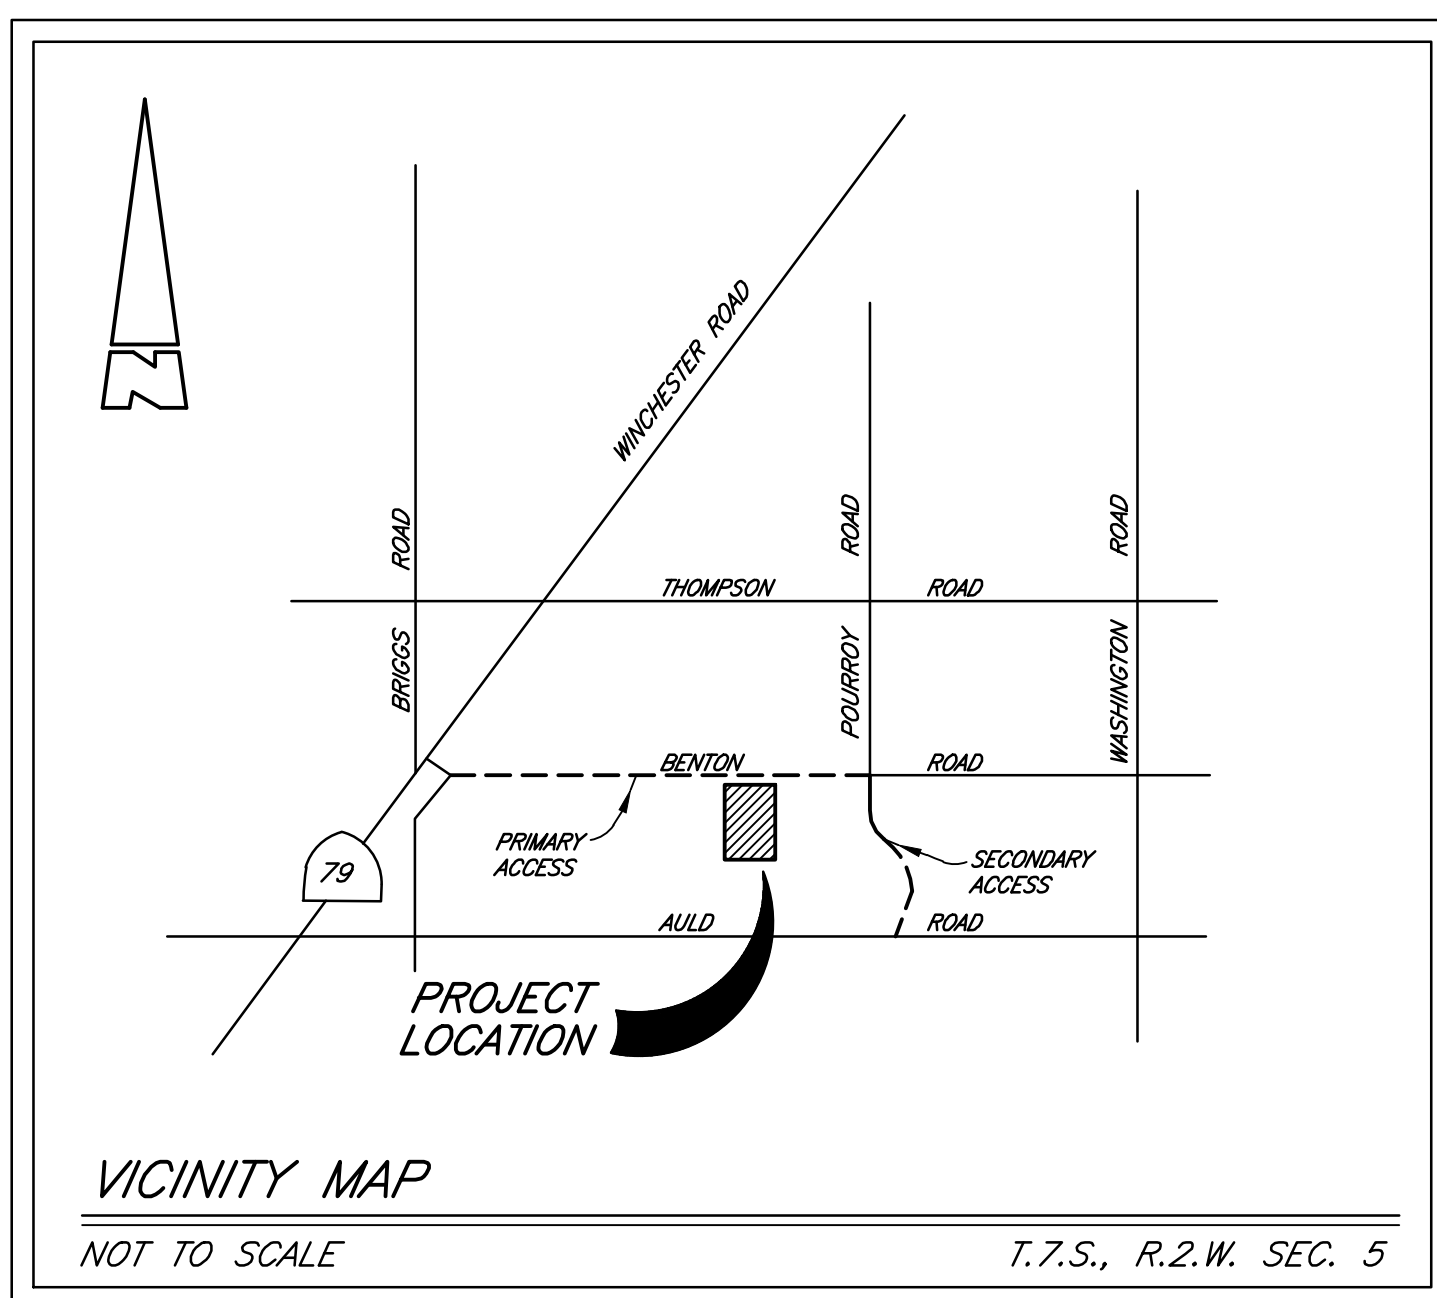 N
WINCHESTER ROAD
BRIGGS ROAD
POURROY ROAD
WASHINGTON ROAD
THOMPSON ROAD
BENTON ROAD
PRIMARY
ACCESS
SECONDARY
ACCESS
79
AULD ROAD
PROJECT
LOCATION
VICINITY MAP
NOT TO SCALE
T.7.S., R.2.W. SEC. 5